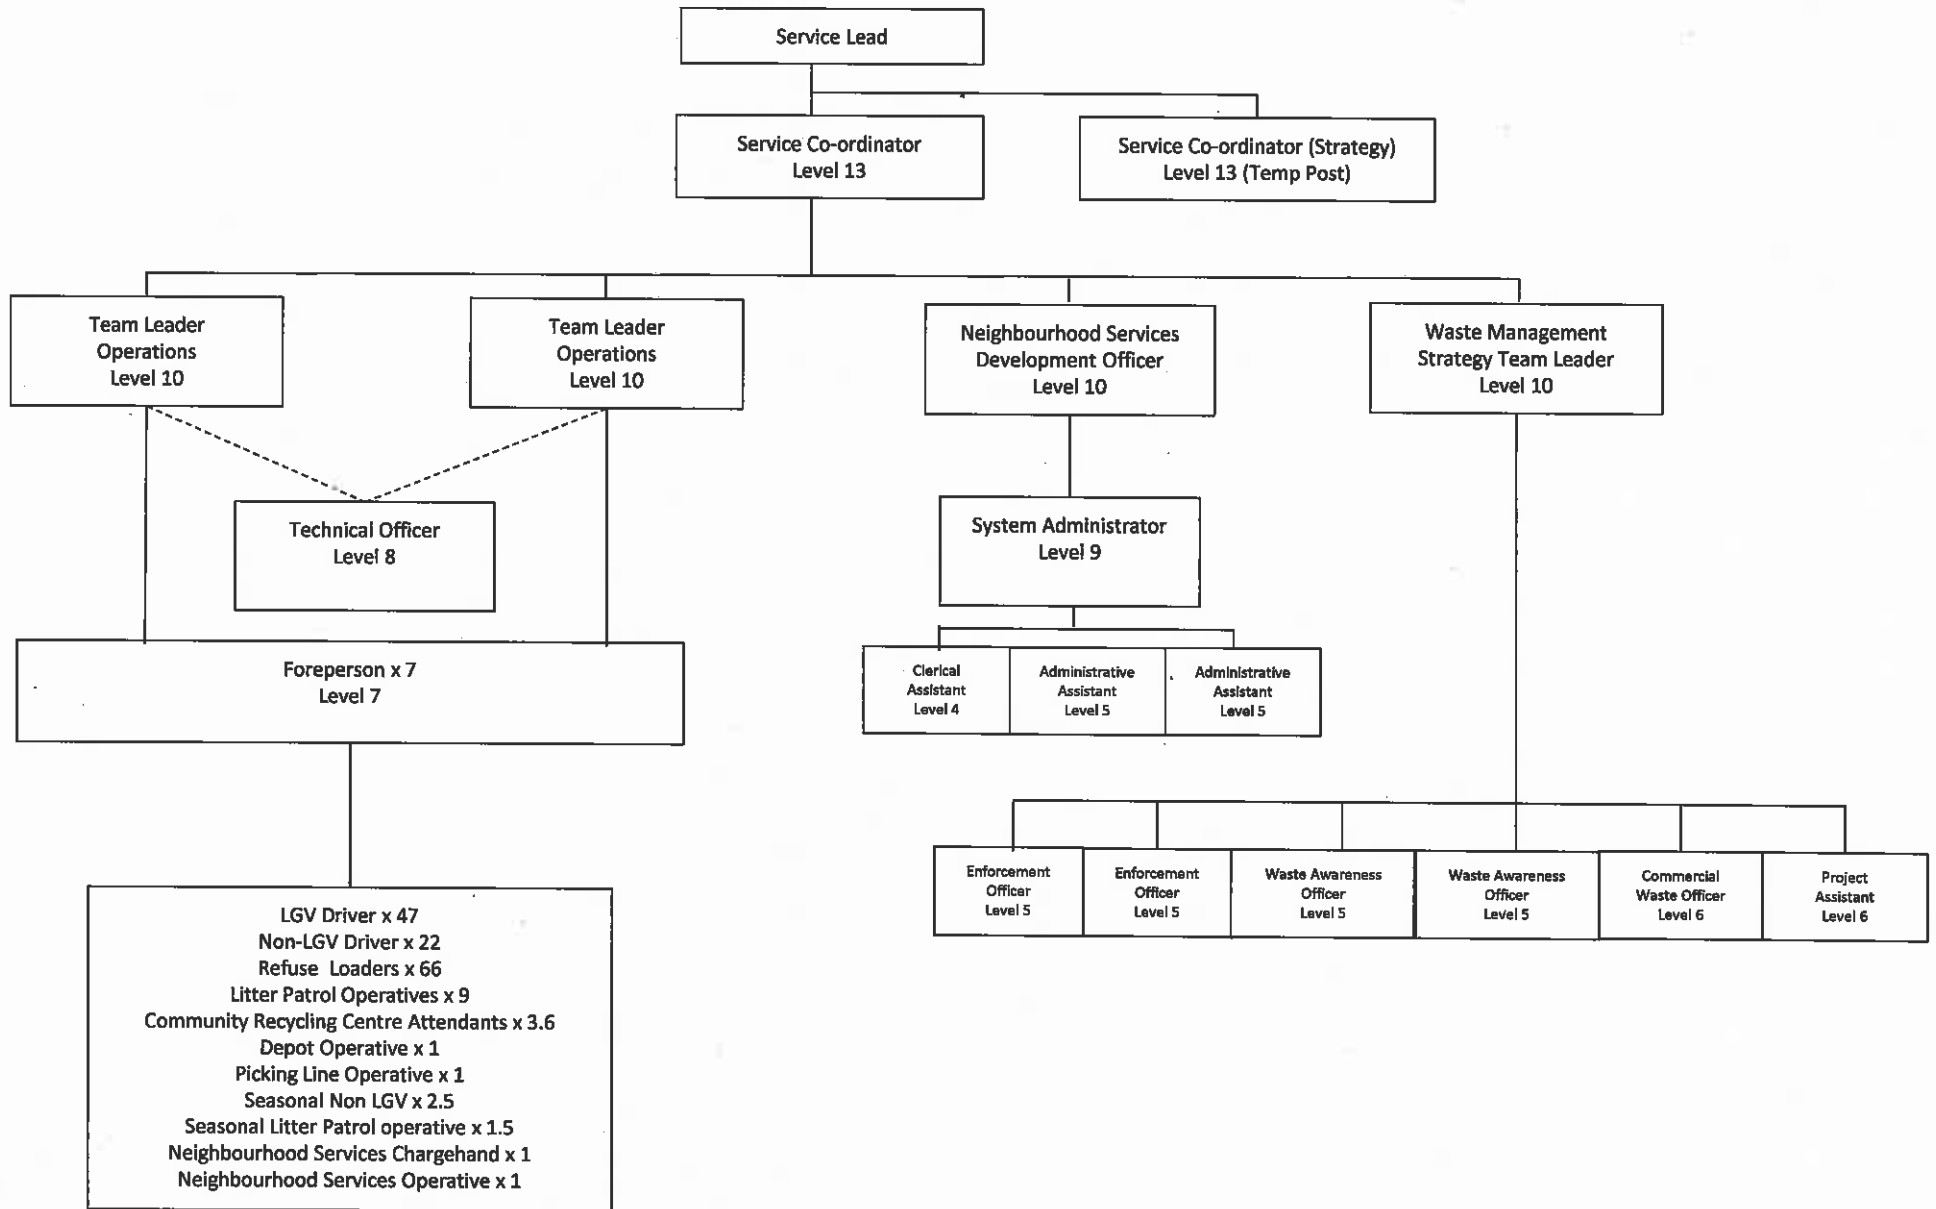 Service Lead
Service Co-ordinator
Level 13
Service Co-ordinator (Strategy)
Level 13 (Temp Post)
Team Leader
Operations
Level 10
Team Leader
Operations
Level 10
Neighbourhood Services
Development Officer
Level 10
Waste Management
Strategy Team Leader
Level 10
Technical Officer
Level 8
System Administrator
Level 9
Foreperson x 7
Level 7
Clerical
Assistant
Level 4
Administrative
Assistant
Level 5
Administrative
Assistant
Level 5
Enforcement
Officer
Level 5
Enforcement
Officer
Level 5
Waste Awareness
Officer
Level 5
Waste Awareness
Officer
Level 5
Commercial
Waste Officer
Level 6
Project
Assistant
Level 6
LGV Driver x 47
Non-LGV Driver x 22
Refuse Loaders x 66
Litter Patrol Operatives x 9
Community Recycling Centre Attendants x 3.6
Depot Operative x 1
Picking Line Operative x 1
Seasonal Non LGV x 2.5
Seasonal Litter Patrol operative x 1.5
Neighbourhood Services Chargehand x 1
Neighbourhood Services Operative x 1